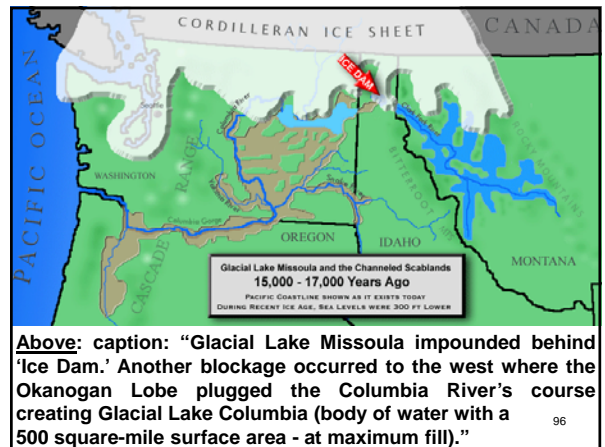 CORDILLERAN ICE SHEET
CANADA
ICE DAM
PACIFIC OCEAN
Seattle
WASHINGTON
CASCADE RANGE
Columbia River
Snake River
Columbia Gorge
OREGON
IDAHO
BITTERROOT
ROCKY MOUNTAINS
MONTANA
Glacial Lake Missoula and the Channeled Scablands
15,000 - 17,000 Years Ago
PACIFIC COASTLINE SHOWN AS IT EXISTS TODAY
DURING RECENT ICE AGE, SEA LEVELS WERE 300 FT LOWER
Above: caption: “Glacial Lake Missoula impounded behind
‘Ice Dam.’ Another blockage occurred to the west where the
Okanogan Lobe plugged the Columbia River’s course
creating Glacial Lake Columbia (body of water with a
500 square-mile surface area - at maximum fill).”
96